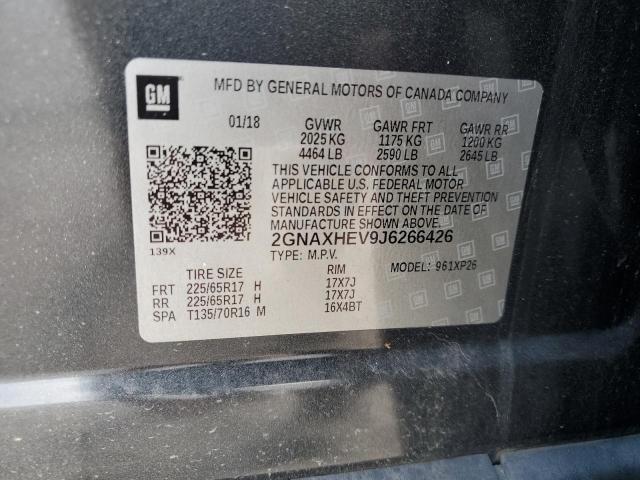 GM
MFD BY GENERAL MOTORS OF CANADA COMPANY
01/18 GVWR GAWR FRT GAWR RR
2025 KG 1175 KG 1200 KG
4464 LB 2590 LB 2645 LB
THIS VEHICLE CONFORMS TO ALL
APPLICABLE U.S. FEDERAL MOTOR
VEHICLE SAFETY AND THEFT PREVENTION
STANDARDS IN EFFECT ON THE DATE OF
MANUFACTURE SHOWN ABOVE.
2GNAXHEV9J6266426
139X
TYPE: M.P.V. MODEL: 961XP26
TIRE SIZE RIM
FRT 225/65R17 H 17X7J
RR 225/65R17 H 17X7J
SPA T135/70R16 M 16X4BT